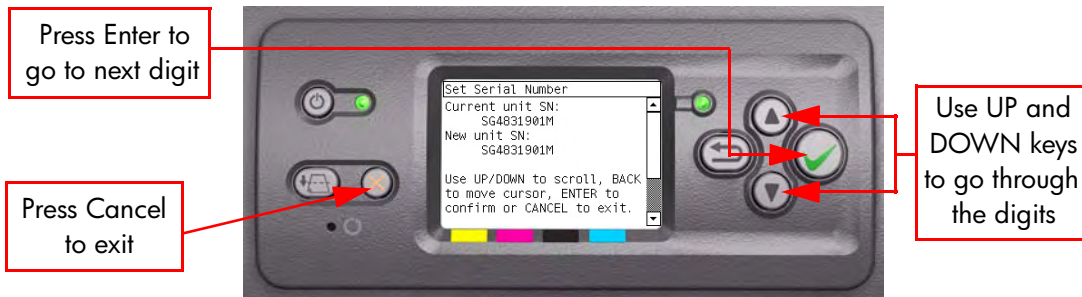 Press Enter to
go to next digit
Set Serial Number
Current unit SN:
SG4831901M
New unit SN:
SG4831901M
Use UP/DOWN to scroll, BACK
to move cursor, ENTER to
confirm or CANCEL to exit.
Press Cancel
to exit
Use UP and
DOWN keys
to go through
the digits